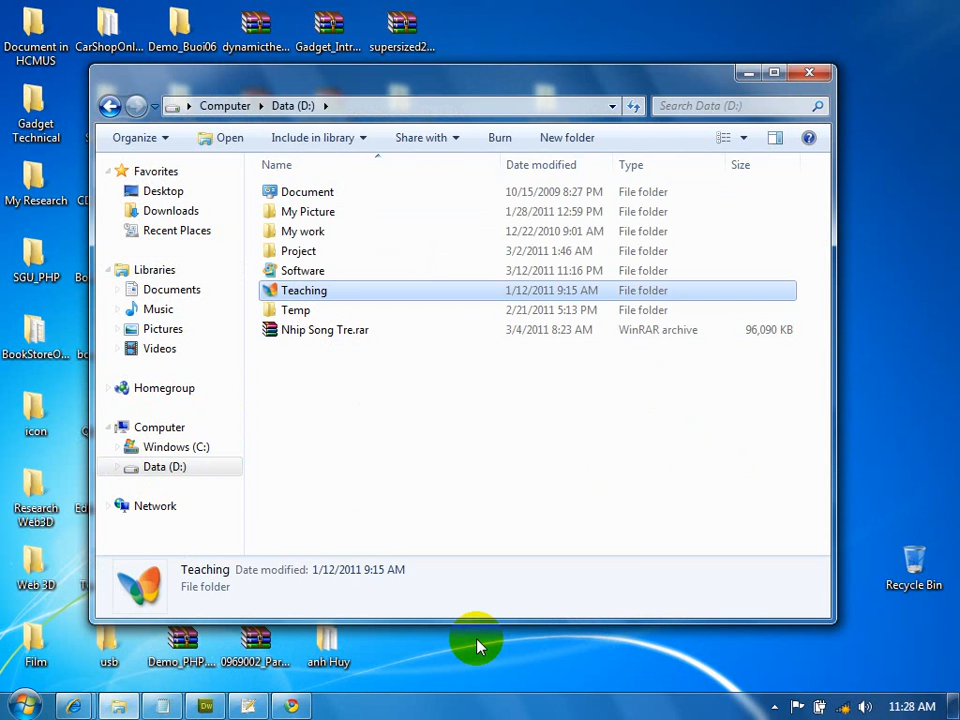 Document in HCMUS
CarShopOnl...
Demo_Buoi06
dynamicthe...
Gadget_Intr...
supersized2...
Gadget Technical
My Research
SGU_PHP
BookStoreO...
icon
Research Web3D
Web 3D
Film
usb
Demo_PHP....
0969002_Par...
anh Huy
Recycle Bin
Computer
Data (D:)
Search Data (D:)
Organize
Open
Include in library
Share with
Burn
New folder
Favorites
Desktop
Downloads
Recent Places
Libraries
Documents
Music
Pictures
Videos
Homegroup
Computer
Windows (C:)
Data (D:)
Network
Name Date modified Type Size
Document 10/15/2009 8:27 PM File folder
My Picture 1/28/2011 12:59 PM File folder
My work 12/22/2010 9:01 AM File folder
Project 3/2/2011 1:46 AM File folder
Software 3/12/2011 11:16 PM File folder
Teaching 1/12/2011 9:15 AM File folder
Temp 2/21/2011 5:13 PM File folder
Nhip Song Tre.rar 3/4/2011 8:23 AM WinRAR archive 96,090 KB
Teaching Date modified: 1/12/2011 9:15 AM
File folder
Dw
11:28 AM